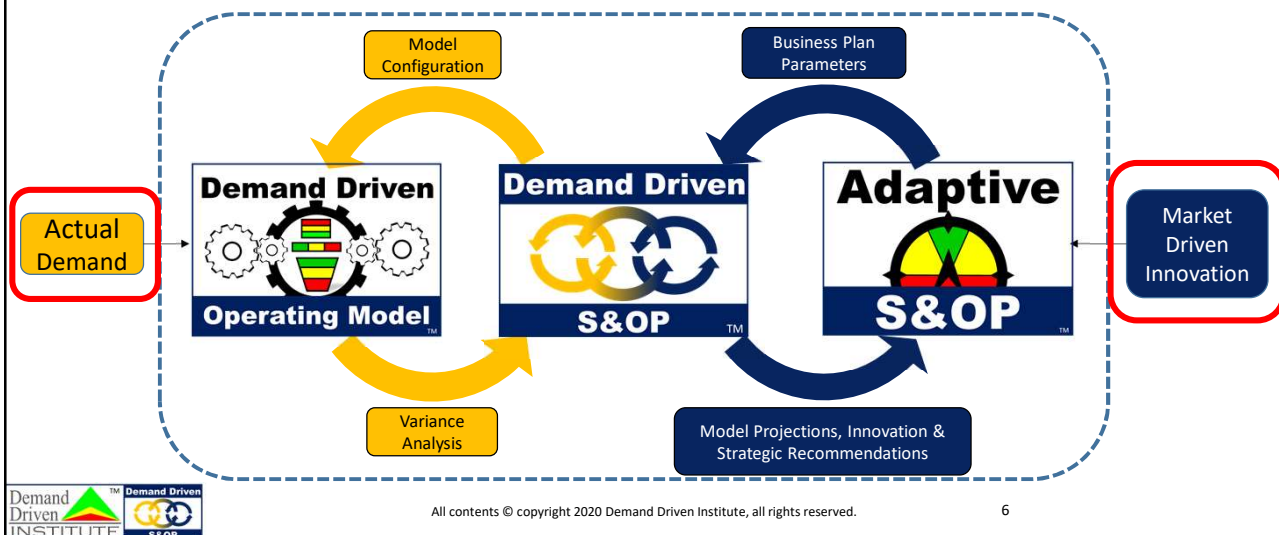 Model
Configuration
Business Plan
Parameters
Demand Driven
Operating Model
TM
Demand Driven
S&OP
TM
Adaptive
S&OP
TM
Actual
Demand
Market
Driven
Innovation
Variance
Analysis
Model Projections, Innovation &
Strategic Recommendations
Demand
TM
Driven
INSTITUTE
Demand Driven
S&OP
All contents © copyright 2020 Demand Driven Institute, all rights reserved.
6